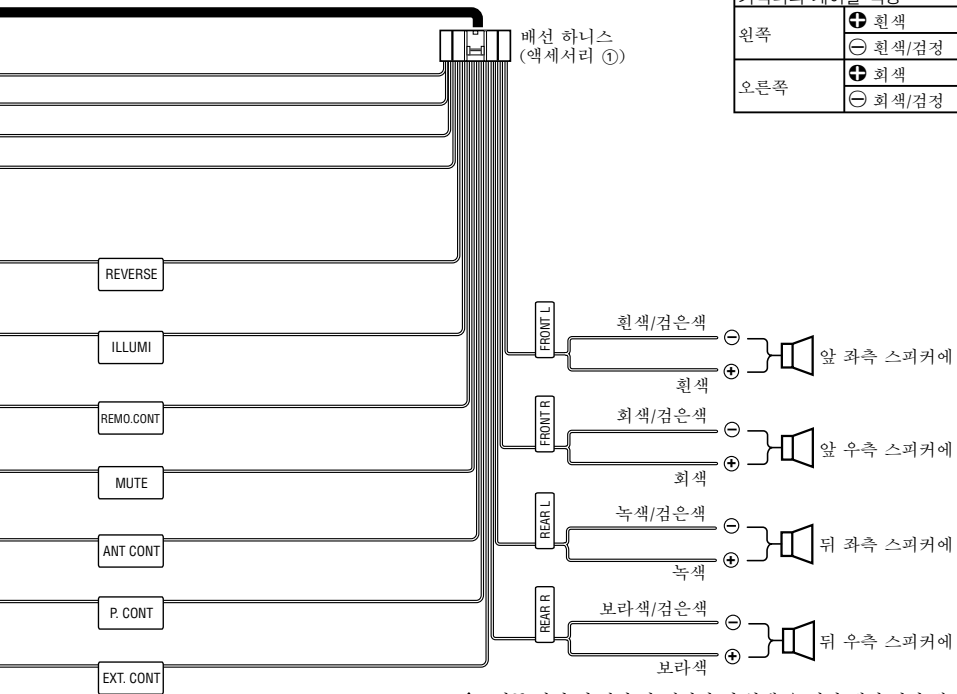 배선 하니스
(액세서리 ①)
왼쪽
⊕ 흰색
⊖ 흰색/검정
오른쪽
⊕ 회색
⊖ 회색/검정
REVERSE
ILLUMI
REMO.CONT
MUTE
ANT CONT
P. CONT
EXT. CONT
FRONT L
흰색/검은색 ⊖
흰색 ⊕
앞 좌측 스피커에
FRONT R
회색/검은색 ⊖
회색 ⊕
앞 우측 스피커에
REAR L
녹색/검은색 ⊖
녹색 ⊕
뒤 좌측 스피커에
REAR R
보라색/검은색 ⊖
보라색 ⊕
뒤 우측 스피커에